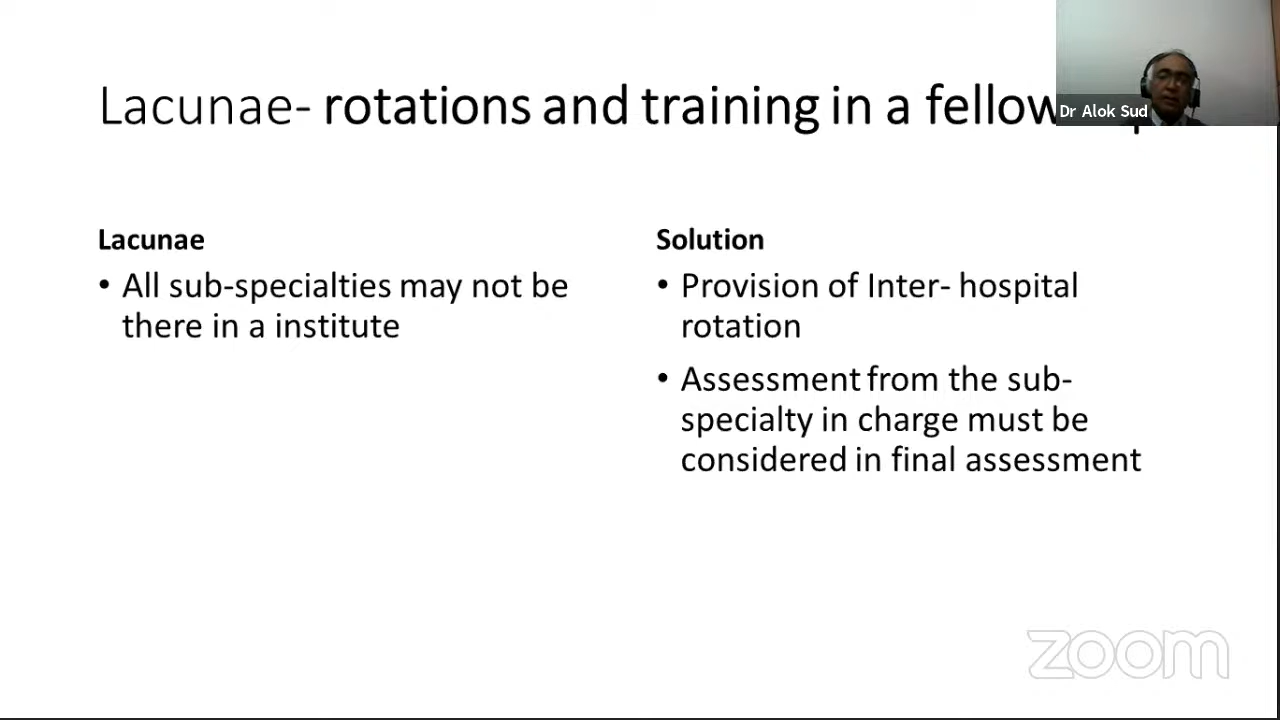 Lacunae- rotations and training in a
Dr Alok Sud
Lacunae
• All sub-specialties may not be
there in a institute
Solution
• Provision of Inter- hospital
rotation
• Assessment from the sub-
specialty in charge must be
considered in final assessment
zoom